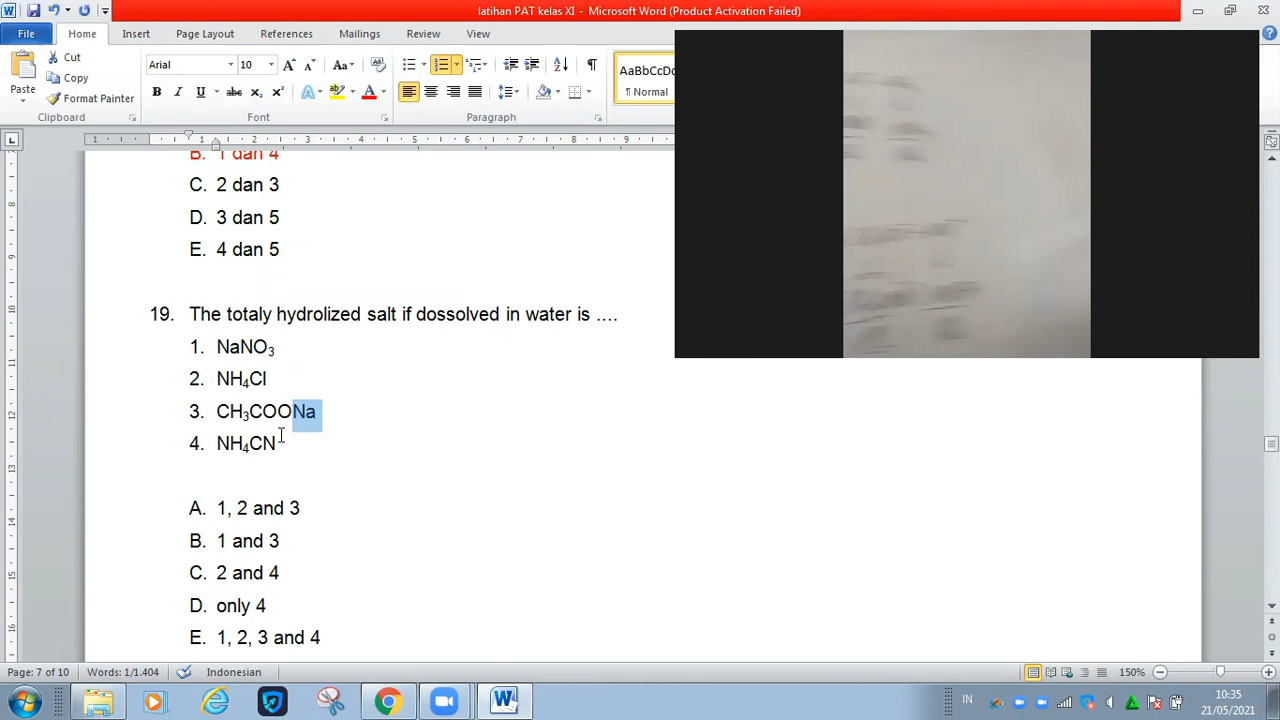 latihan PAT kelas XI - Microsoft Word (Product Activation Failed)
File Home Insert Page Layout References Mailings Review View
Paste
Cut
Copy
Format Painter
Clipboard
Arial 10
Font
Paragraph
AaBbCcDc
¶ Normal
B. 1 dan 4
C. 2 dan 3
D. 3 dan 5
E. 4 dan 5
19. The totaly hydrolized salt if dossolved in water is ....
1. NaNO₃
2. NH₄Cl
3. CH₃COONa
4. NH₄CN
A. 1, 2 and 3
B. 1 and 3
C. 2 and 4
D. only 4
E. 1, 2, 3 and 4
Page: 7 of 10 Words: 1/1.404 Indonesian 150%
IN 10:35
21/05/2021